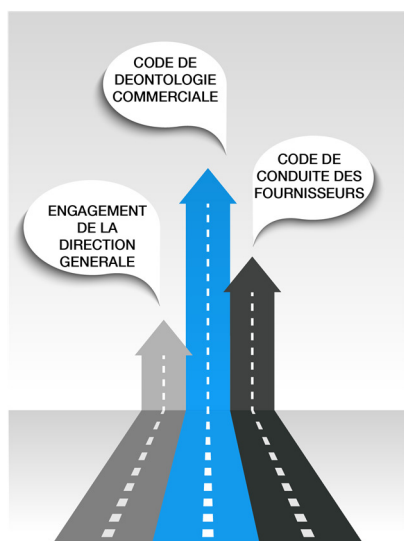 CODE DE
DEONTOLOGIE
COMMERCIALE
CODE DE
CONDUITE DES
FOURNISSEURS
ENGAGEMENT
DE LA
DIRECTION
GENERALE